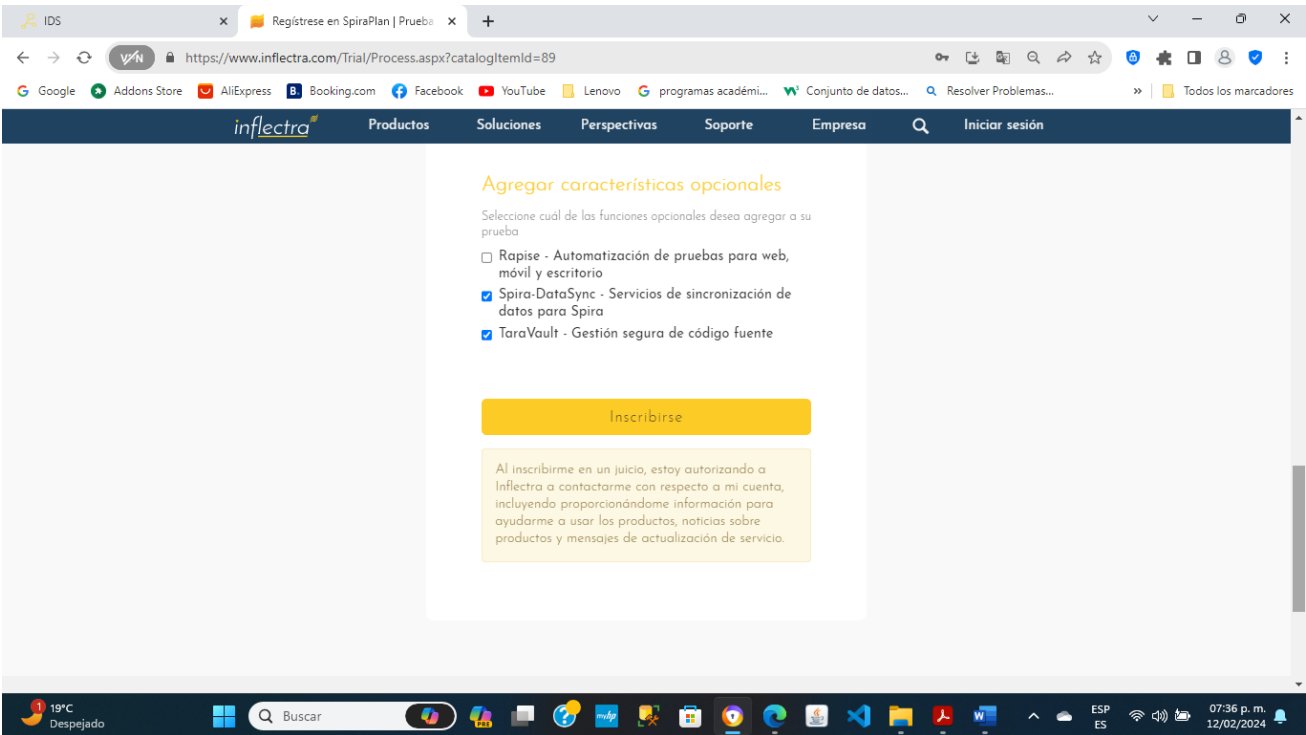 IDS
Regístrese en SpiraPlan | Prueba
VPN
https://www.inflectra.com/Trial/Process.aspx?catalogItemId=89
Google Addons Store AliExpress B. Booking.com Facebook YouTube Lenovo programas académi... Conjunto de datos... Resolver Problemas... » Todos los marcadores
inflectra Productos Soluciones Perspectivas Soporte Empresa Iniciar sesión
Agregar características opcionales
Seleccione cuál de las funciones opcionales desea agregar a su
prueba
Rapise - Automatización de pruebas para web,
móvil y escritorio
Spira-DataSync - Servicios de sincronización de
datos para Spira
TaraVault - Gestión segura de código fuente
Inscribirse
Al inscribirme en un juicio, estoy autorizando a
Inflectra a contactarme con respecto a mi cuenta,
incluyendo proporcionándome información para
ayudarme a usar los productos, noticias sobre
productos y mensajes de actualización de servicio.
1
19°C
Despejado
Buscar
PRE
myhp
W
ESP
ES
07:36 p. m.
12/02/2024